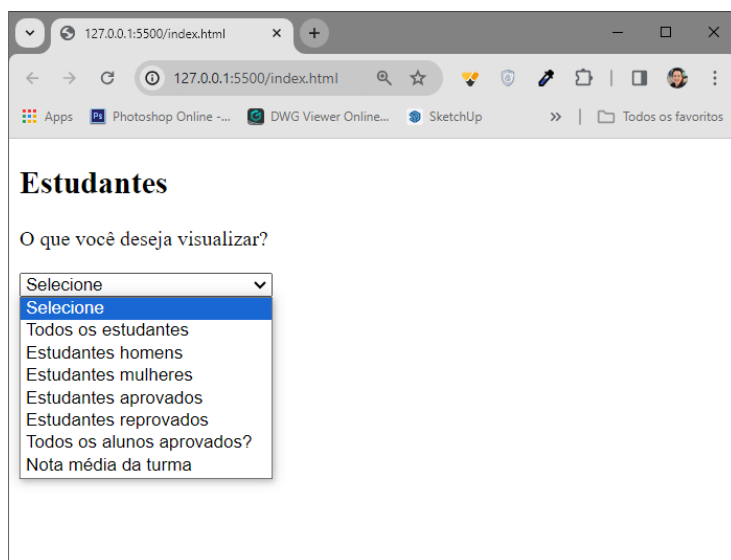 127.0.0.1:5500/index.html
127.0.0.1:5500/index.html
Apps Photoshop Online -... DWG Viewer Online... SketchUp Todos os favoritos
Estudantes
O que você deseja visualizar?
Selecione
Selecione
Todos os estudantes
Estudantes homens
Estudantes mulheres
Estudantes aprovados
Estudantes reprovados
Todos os alunos aprovados?
Nota média da turma